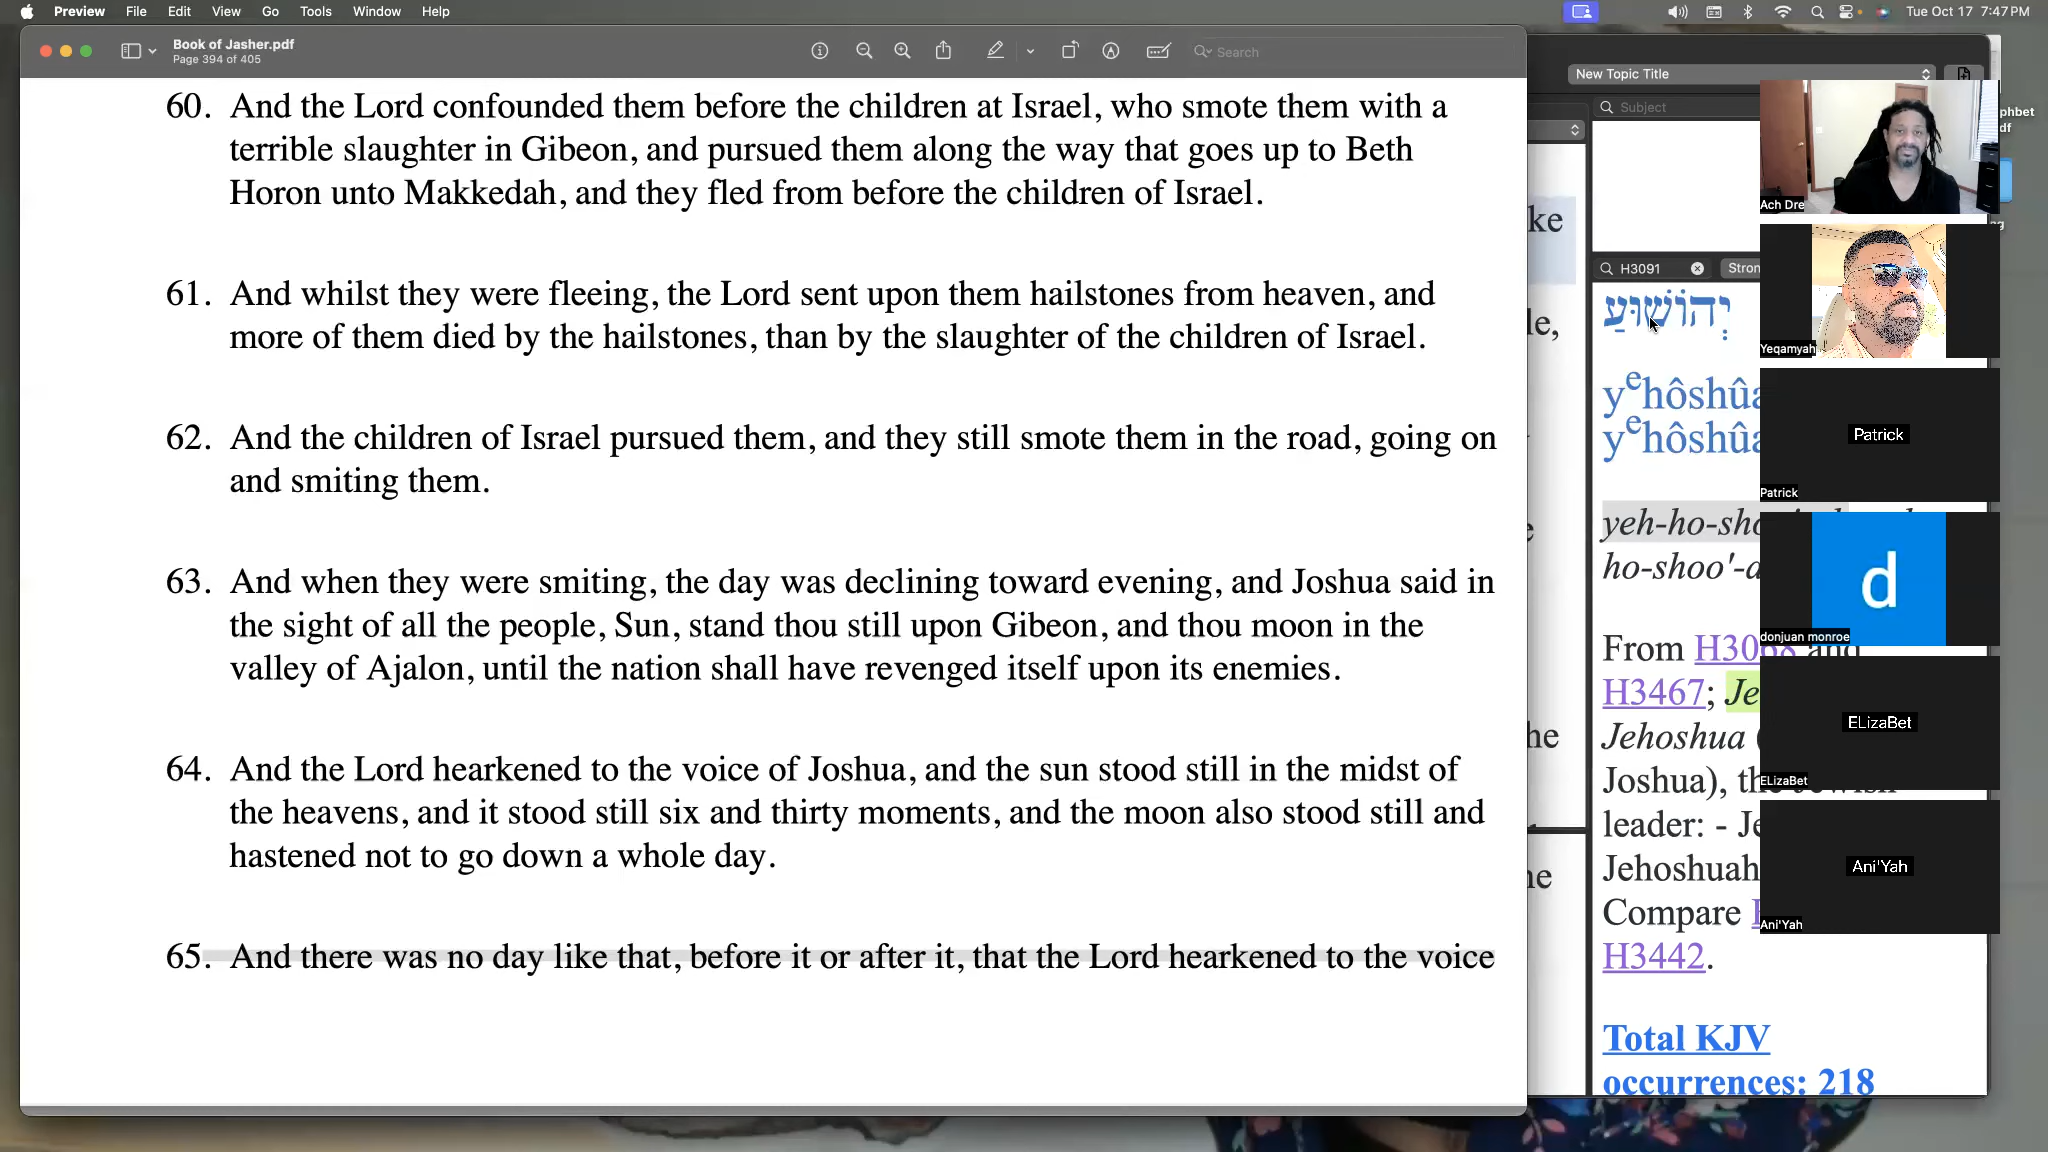 Preview File Edit View Go Tools Window Help
Tue Oct 17 7:47 PM
Book of Jasher.pdf
Page 394 of 405
Search
60. And the Lord confounded them before the children at Israel, who smote them with a
terrible slaughter in Gibeon, and pursued them along the way that goes up to Beth
Horon unto Makkedah, and they fled from before the children of Israel.
61. And whilst they were fleeing, the Lord sent upon them hailstones from heaven, and
more of them died by the hailstones, than by the slaughter of the children of Israel.
62. And the children of Israel pursued them, and they still smote them in the road, going on
and smiting them.
63. And when they were smiting, the day was declining toward evening, and Joshua said in
the sight of all the people, Sun, stand thou still upon Gibeon, and thou moon in the
valley of Ajalon, until the nation shall have revenged itself upon its enemies.
64. And the Lord hearkened to the voice of Joshua, and the sun stood still in the midst of
the heavens, and it stood still six and thirty moments, and the moon also stood still and
hastened not to go down a whole day.
65. And there was no day like that, before it or after it, that the Lord hearkened to the voice
New Topic Title
Subject
H3091
יְהוֹשׁוּעַ
From H3068 and
H3467;
Jehoshua
Joshua), the Jewish
leader: -
Jehoshuah
Compare
H3442.
Total KJV
occurrences: 218
Ach Dre
Yeqamyah
Patrick
Patrick
d
donjuan monroe
ELizaBet
ELizaBet
Ani'Yah
Ani'Yah